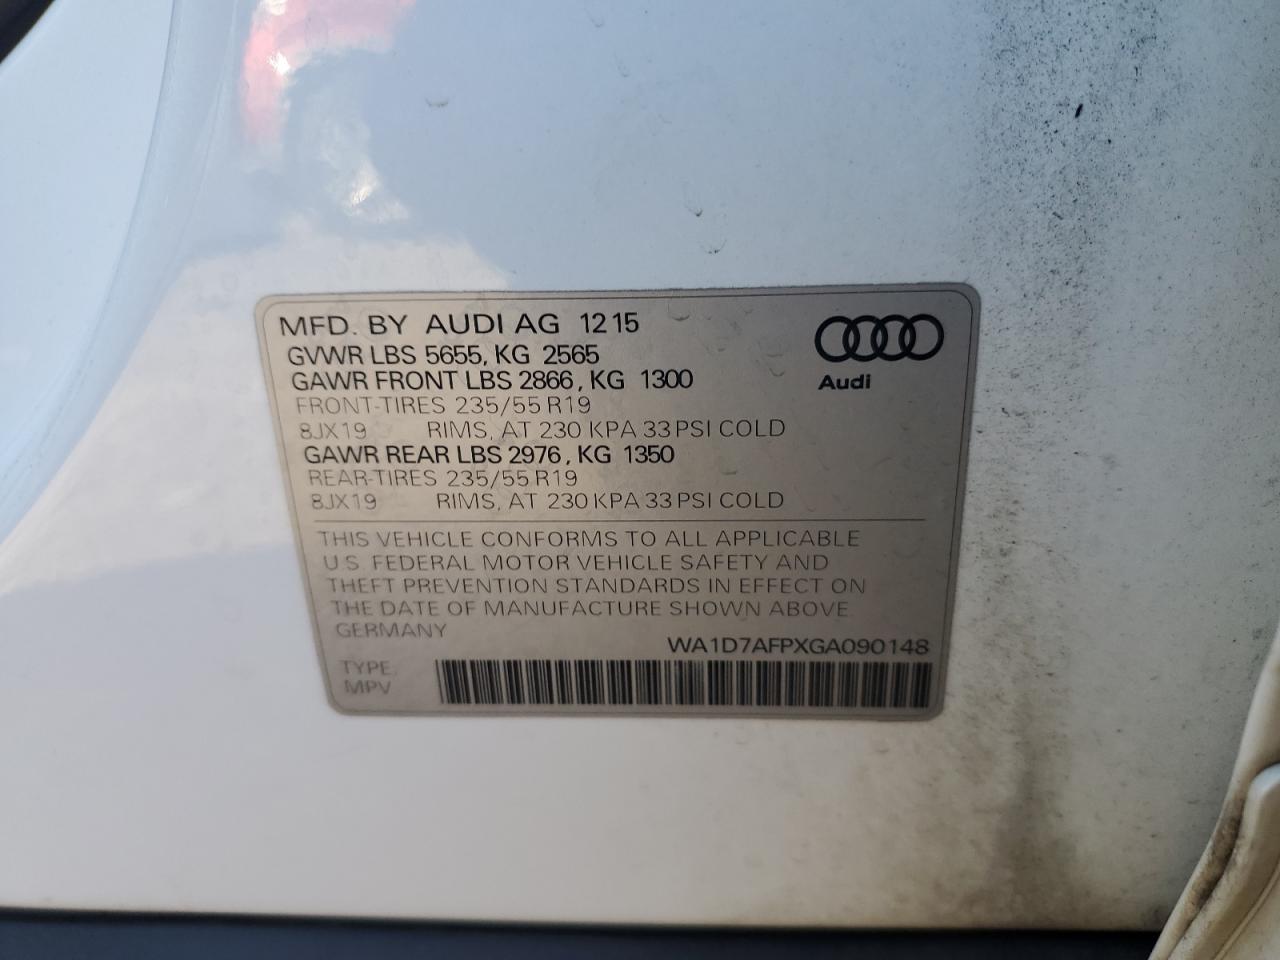 MFD. BY AUDI AG 1215
GVWR LBS 5655, KG 2565
GAWR FRONT LBS 2866, KG 1300
FRONT-TIRES 235/55 R19
8JX19 RIMS, AT 230 KPA 33 PSI COLD
GAWR REAR LBS 2976, KG 1350
REAR-TIRES 235/55 R19
8JX19 RIMS, AT 230 KPA 33 PSI COLD
Audi
THIS VEHICLE CONFORMS TO ALL APPLICABLE
U.S. FEDERAL MOTOR VEHICLE SAFETY AND
THEFT PREVENTION STANDARDS IN EFFECT ON
THE DATE OF MANUFACTURE SHOWN ABOVE.
GERMANY
WA1D7AFPXGA090148
TYPE:
MPV